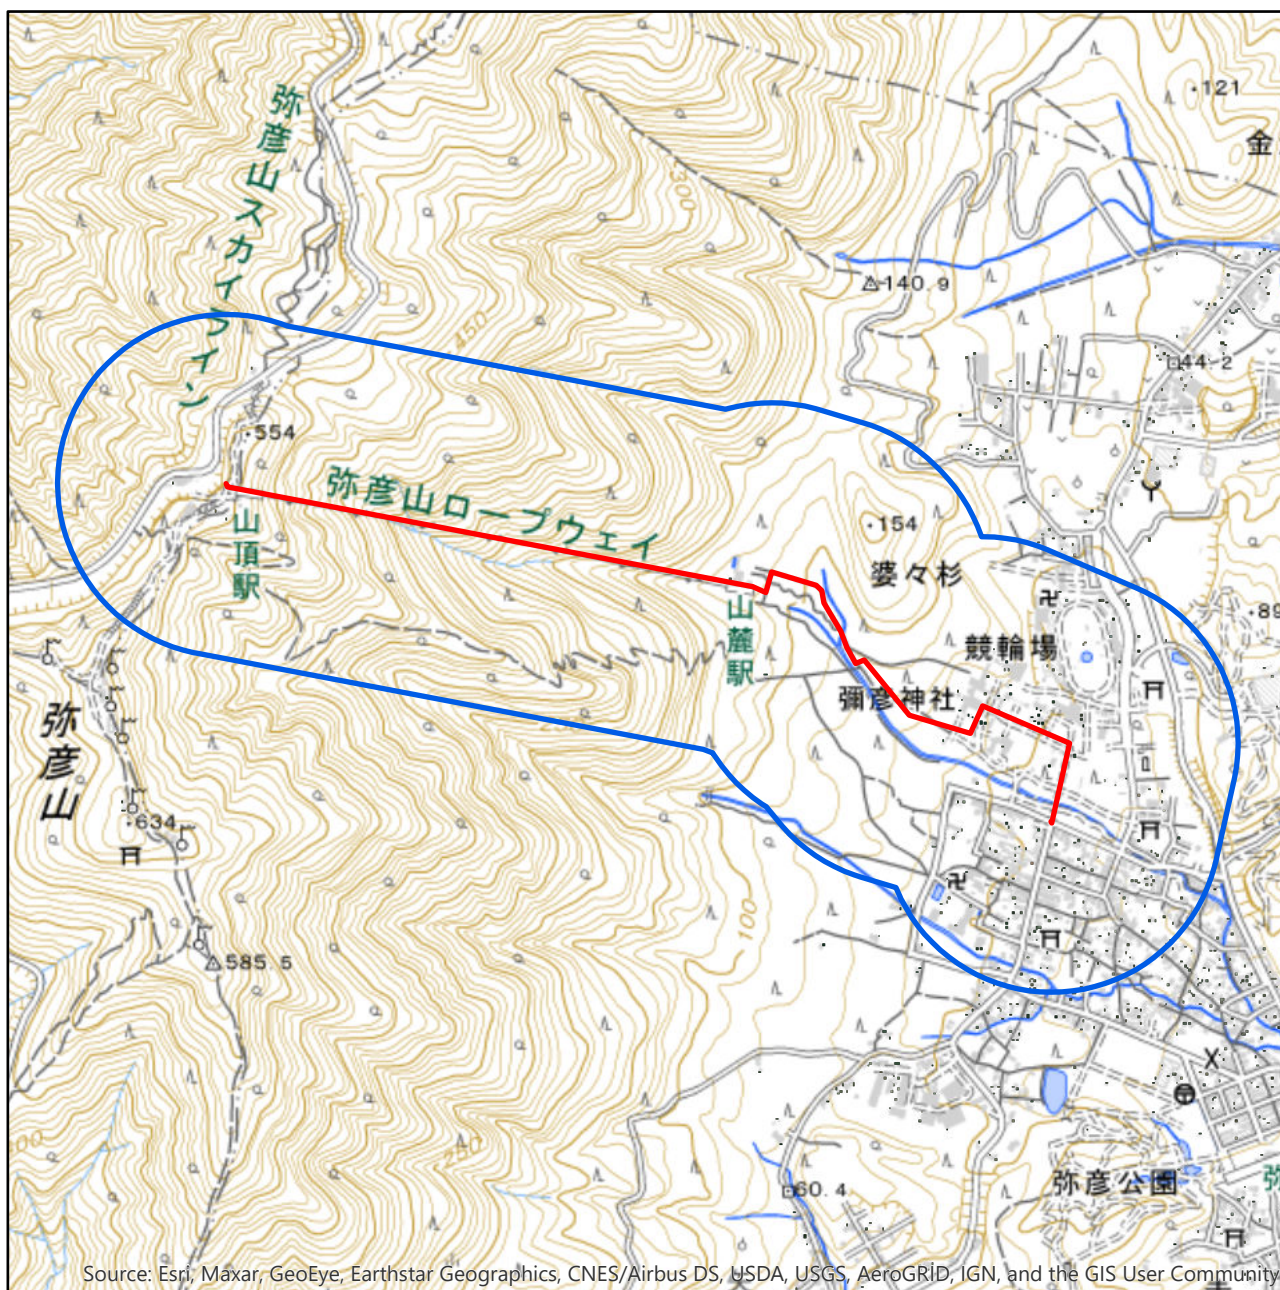 弥彦山スカイライン
・121
金
300
△140.9
44.2
450
・554
弥彦山ロープウェイ
・154
婆々杉
山頂駅
山麓駅
競輪場
・89
彌彦神社
弥彦山
・634
100
△585.5
250
60.4
弥彦公園
弥
Source: Esri, Maxar, GeoEye, Earthstar Geographics, CNES/Airbus DS, USDA, USGS, AeroGRID, IGN, and the GIS User Community